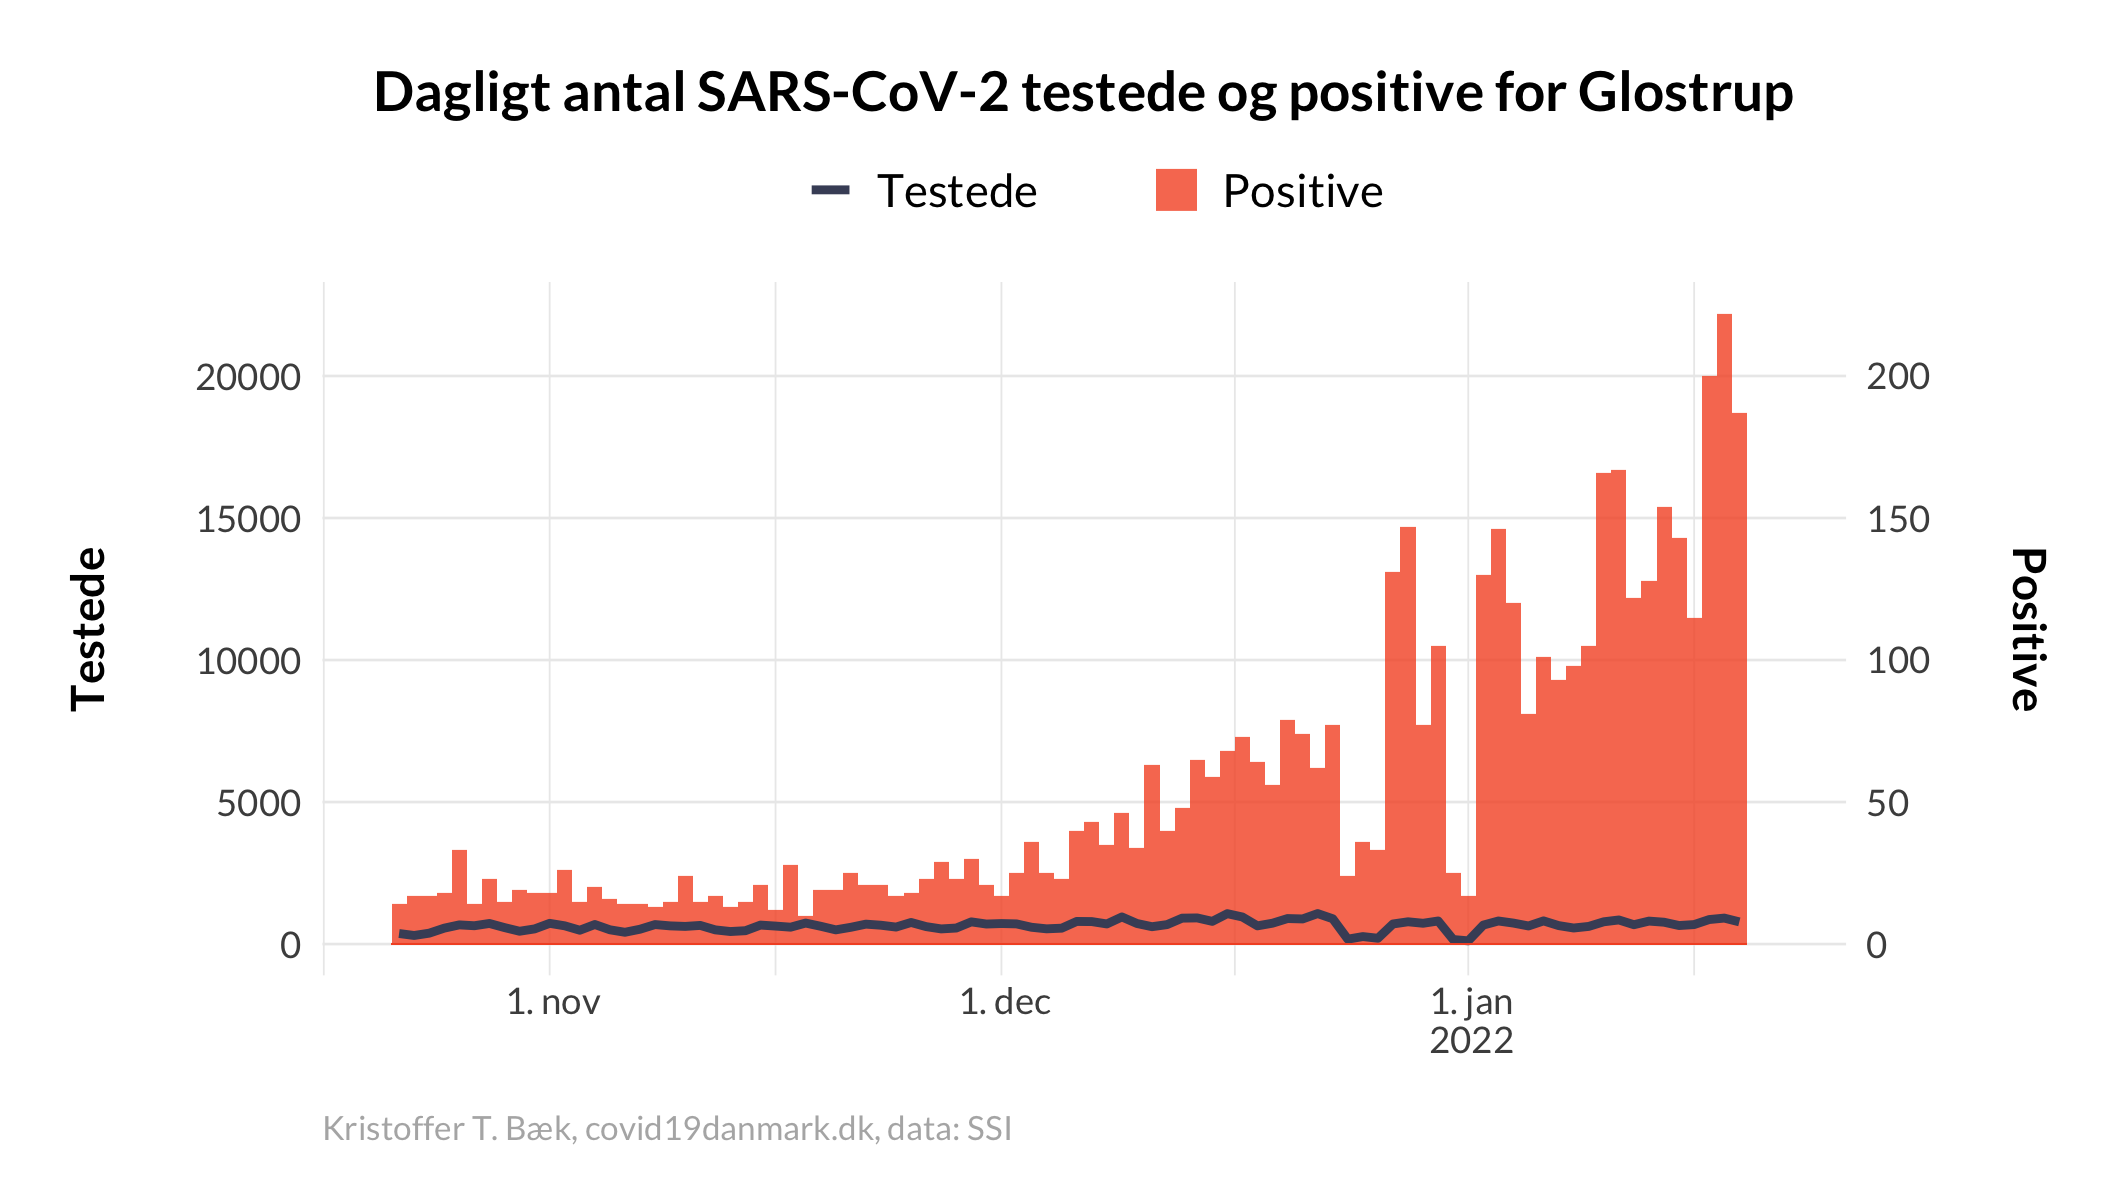 Dagligt antal SARS-CoV-2 testede og positive for Glostrup
Testede
Positive
20000
15000
10000
5000
0
Testede
200
150
100
50
0
Positive
1. nov
1. dec
1. jan
2022
Kristoffer T. Bæk, covid19danmark.dk, data: SSI